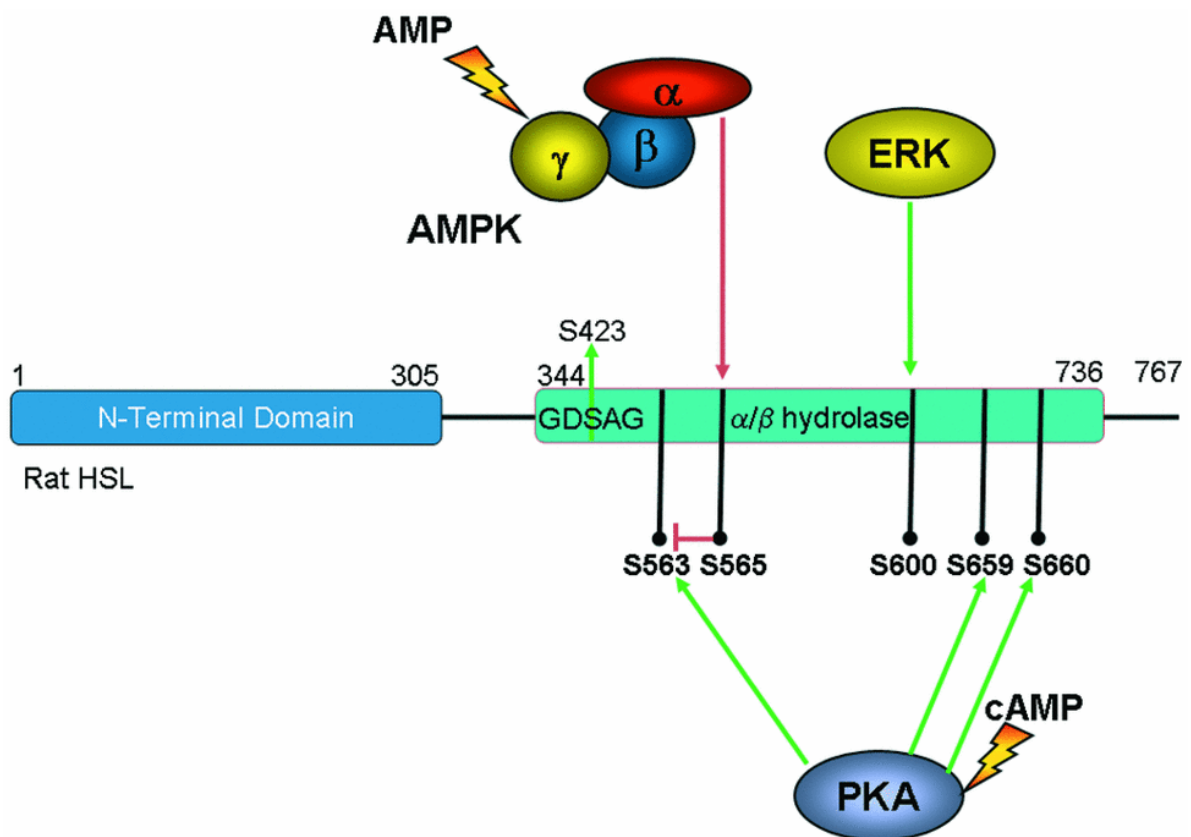 AMP
α
γ
β
ERK
AMPK
S423
1
305
344
736
767
N-Terminal Domain
GDSAG
α/β hydrolase
Rat HSL
S563
S565
S600
S659
S660
cAMP
PKA